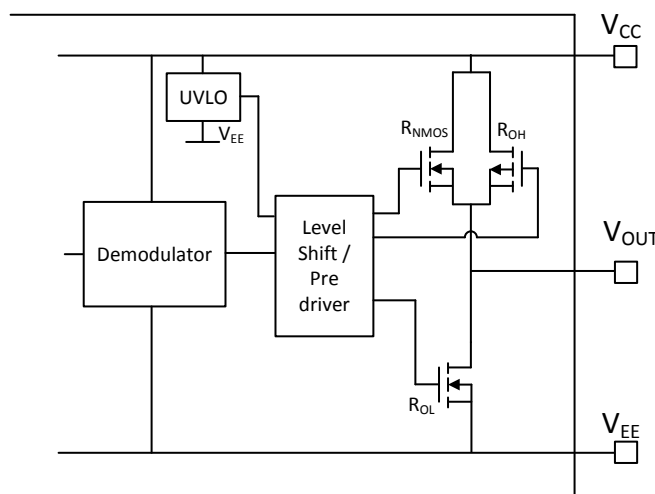 VCC
UVLO
VEE
RNMOS
ROH
Level
Shift /
Pre
driver
Demodulator
VOUT
ROL
VEE